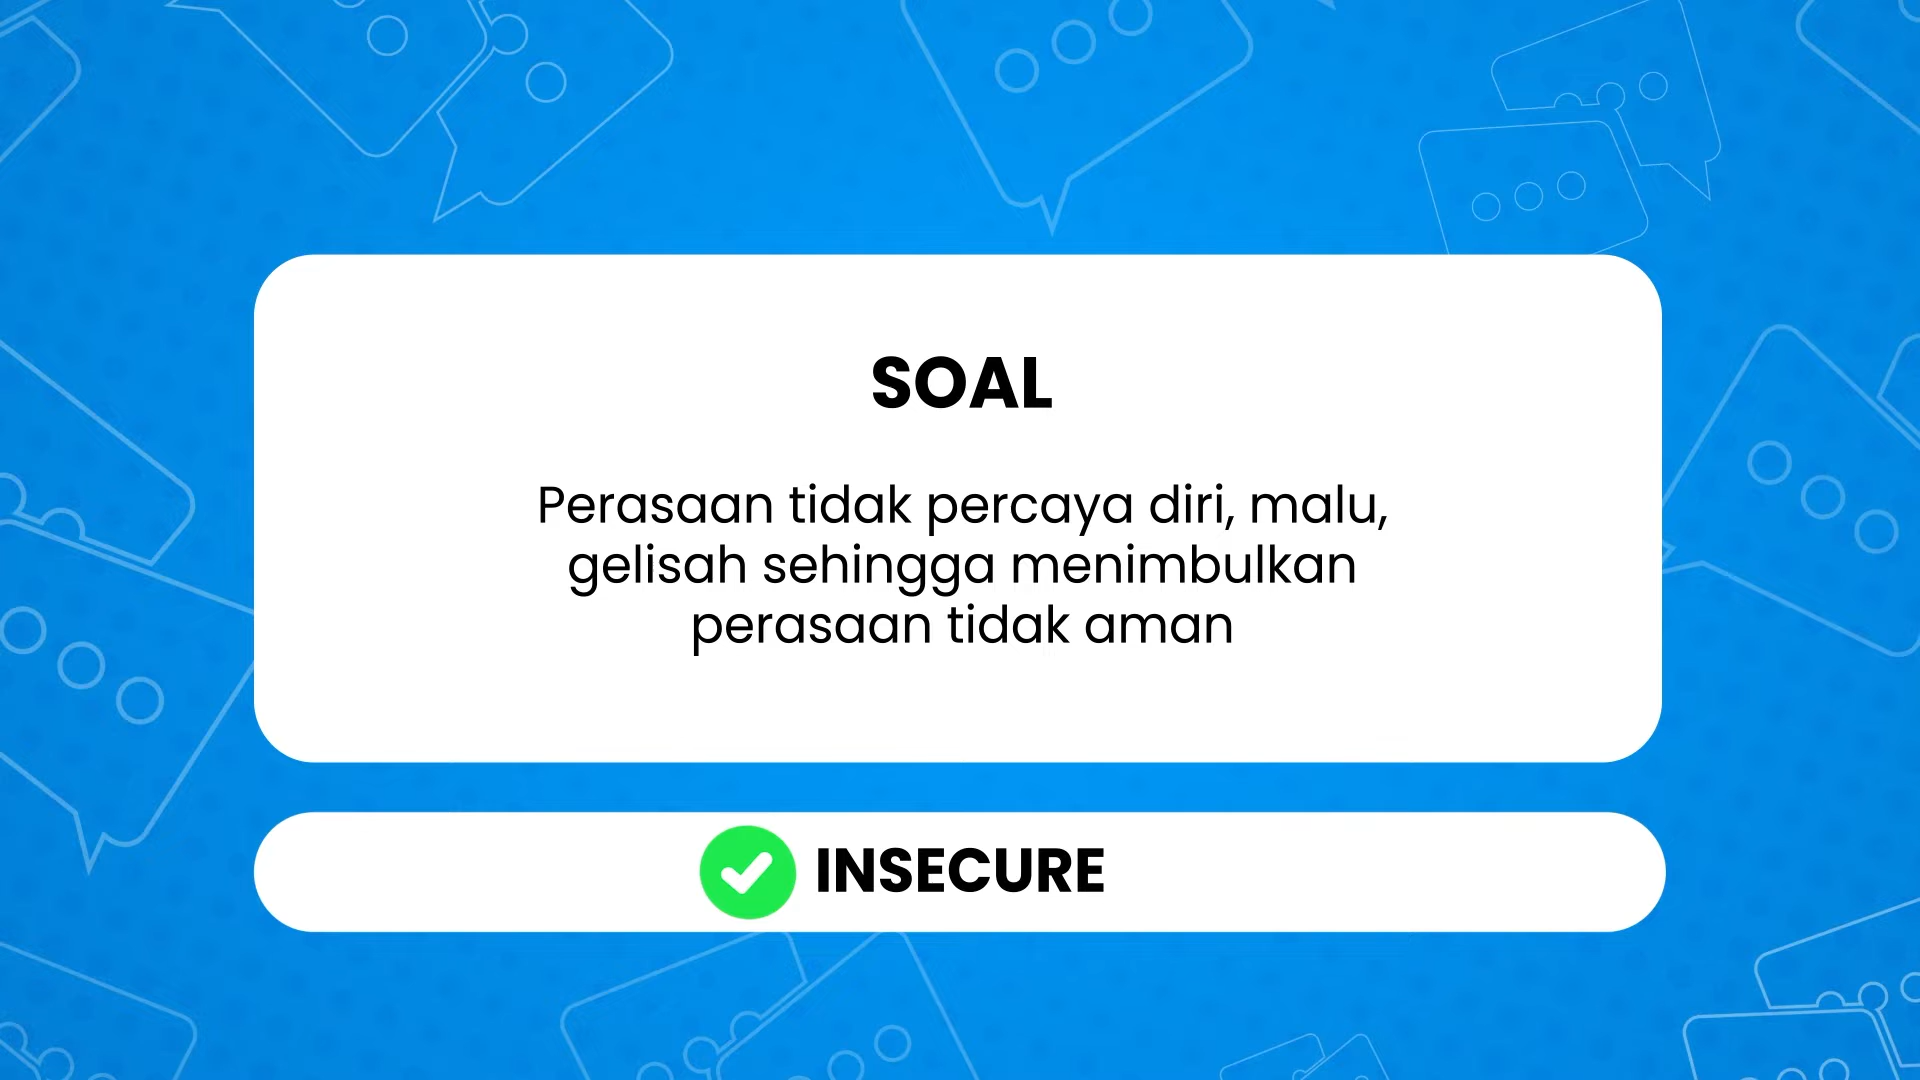 SOAL
Perasaan tidak percaya diri, malu,
gelisah sehingga menimbulkan
perasaan tidak aman
INSECURE